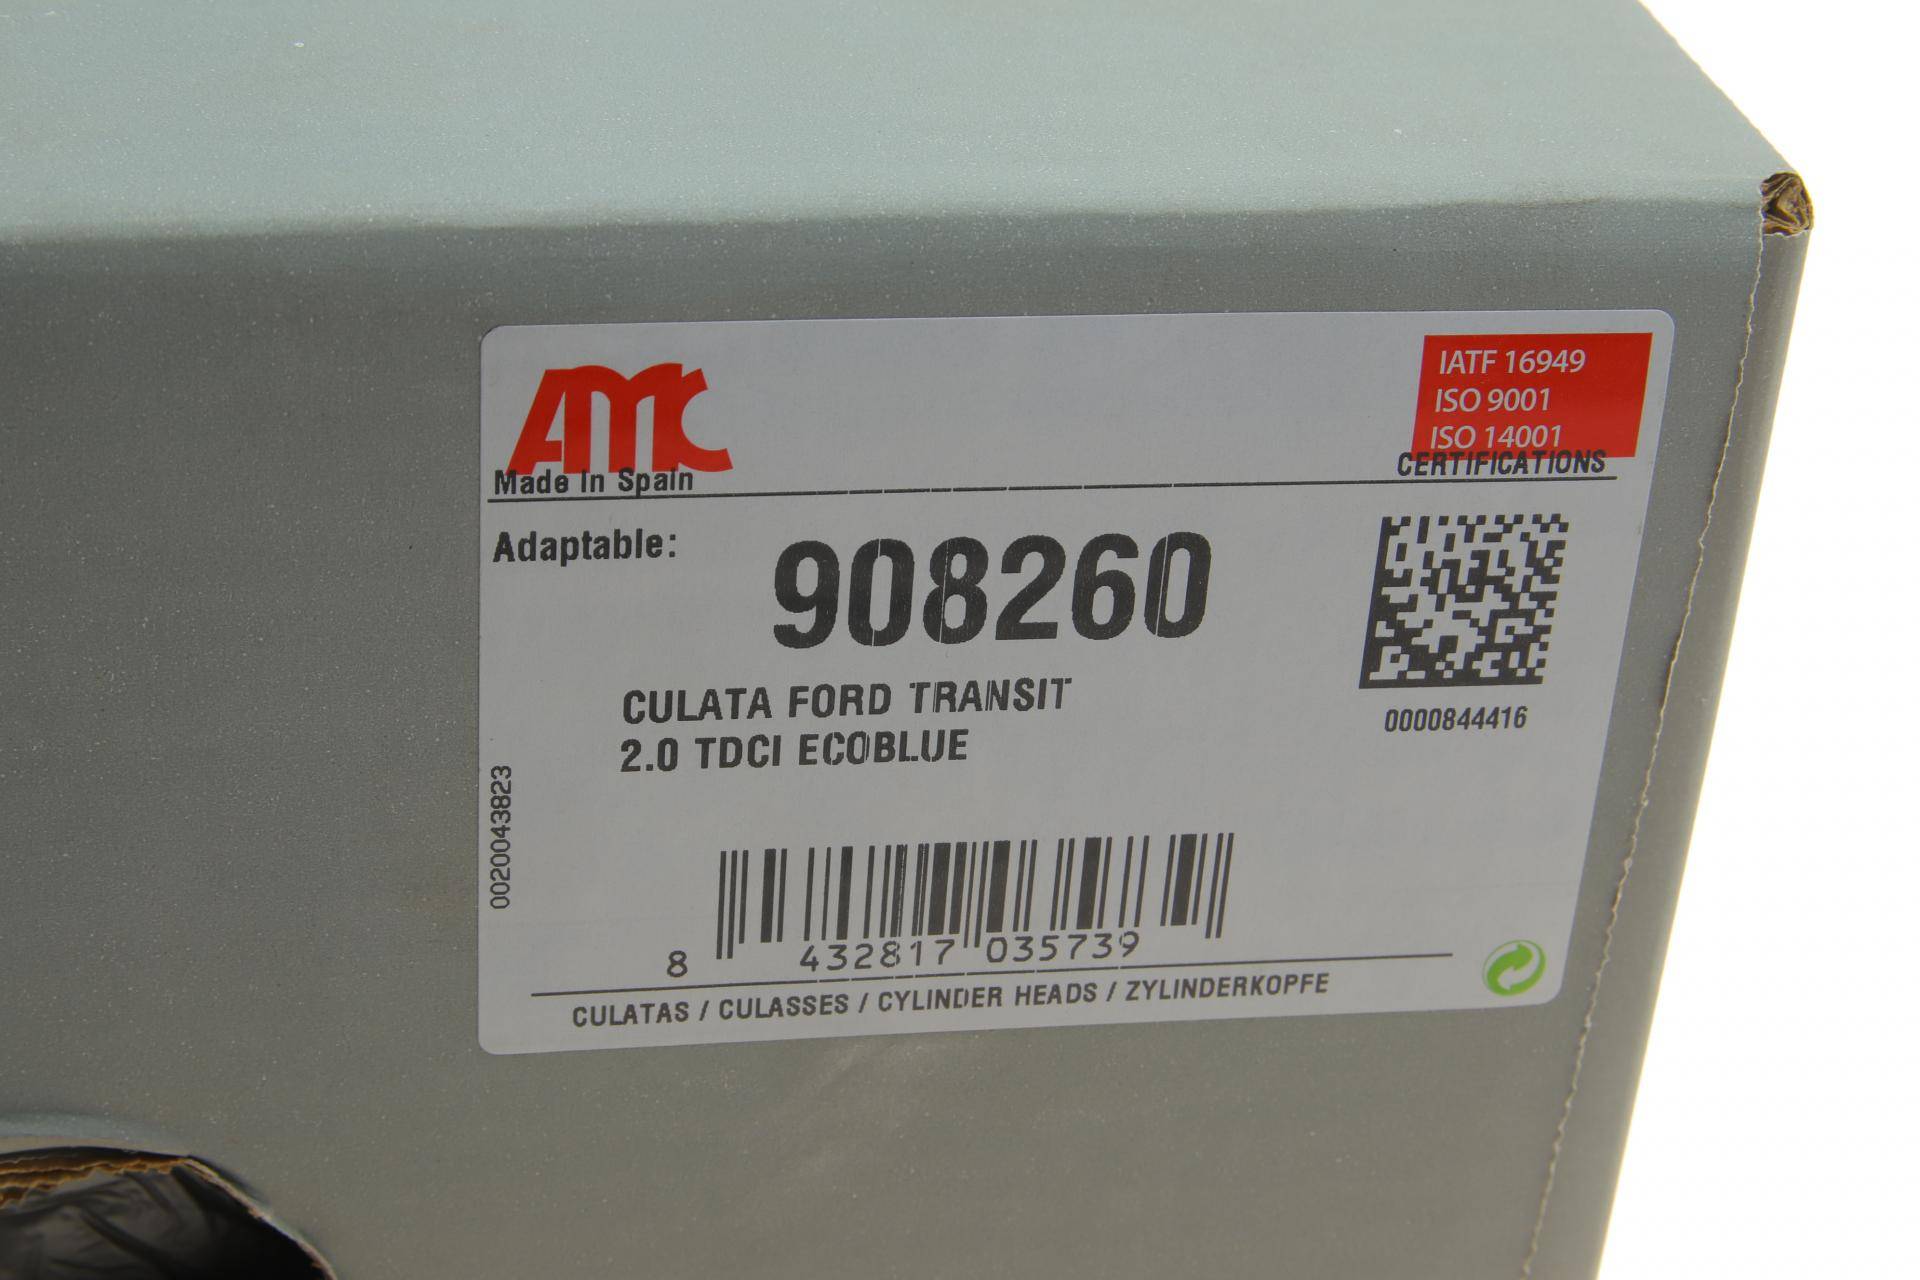 AMC
Made in Spain
IATF 16949
ISO 9001
ISO 14001
CERTIFICATIONS
Adaptable:
908260
CULATA FORD TRANSIT
2.0 TDCI ECOBLUE
0000844416
0020043823
8 432817 035739
CULATAS / CULASSES / CYLINDER HEADS / ZYLINDERKOPFE